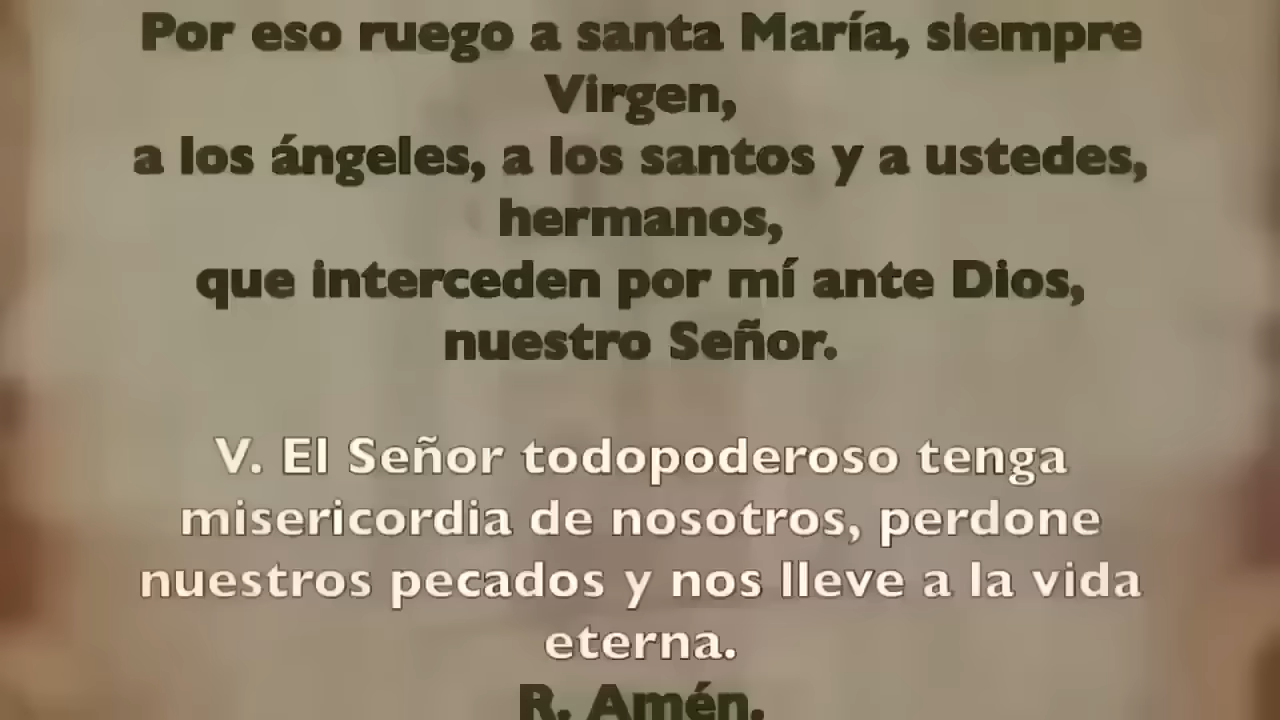 Por eso ruego a santa María, siempre
Virgen,
a los ángeles, a los santos y a ustedes,
hermanos,
que interceden por mí ante Dios,
nuestro Señor.
V. El Señor todopoderoso tenga
misericordia de nosotros, perdone
nuestros pecados y nos lleve a la vida
eterna.
R. Amén.